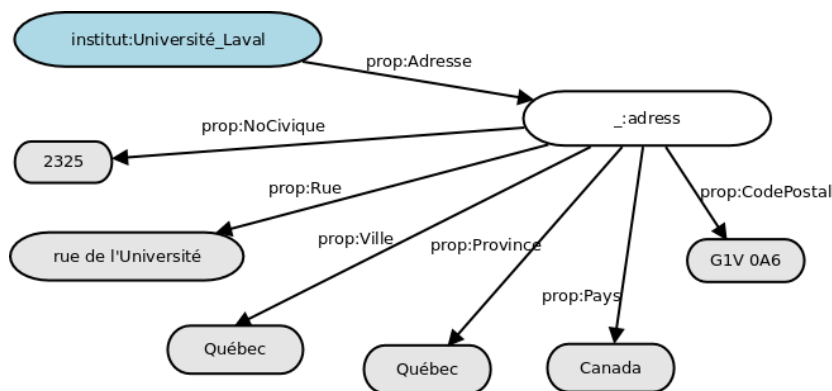 institut:Université_Laval
prop:Adresse
_:adress
prop:NoCivique
2325
prop:Rue
prop:CodePostal
rue de l'Université
prop:Ville
prop:Province
G1V 0A6
prop:Pays
Québec
Québec
Canada